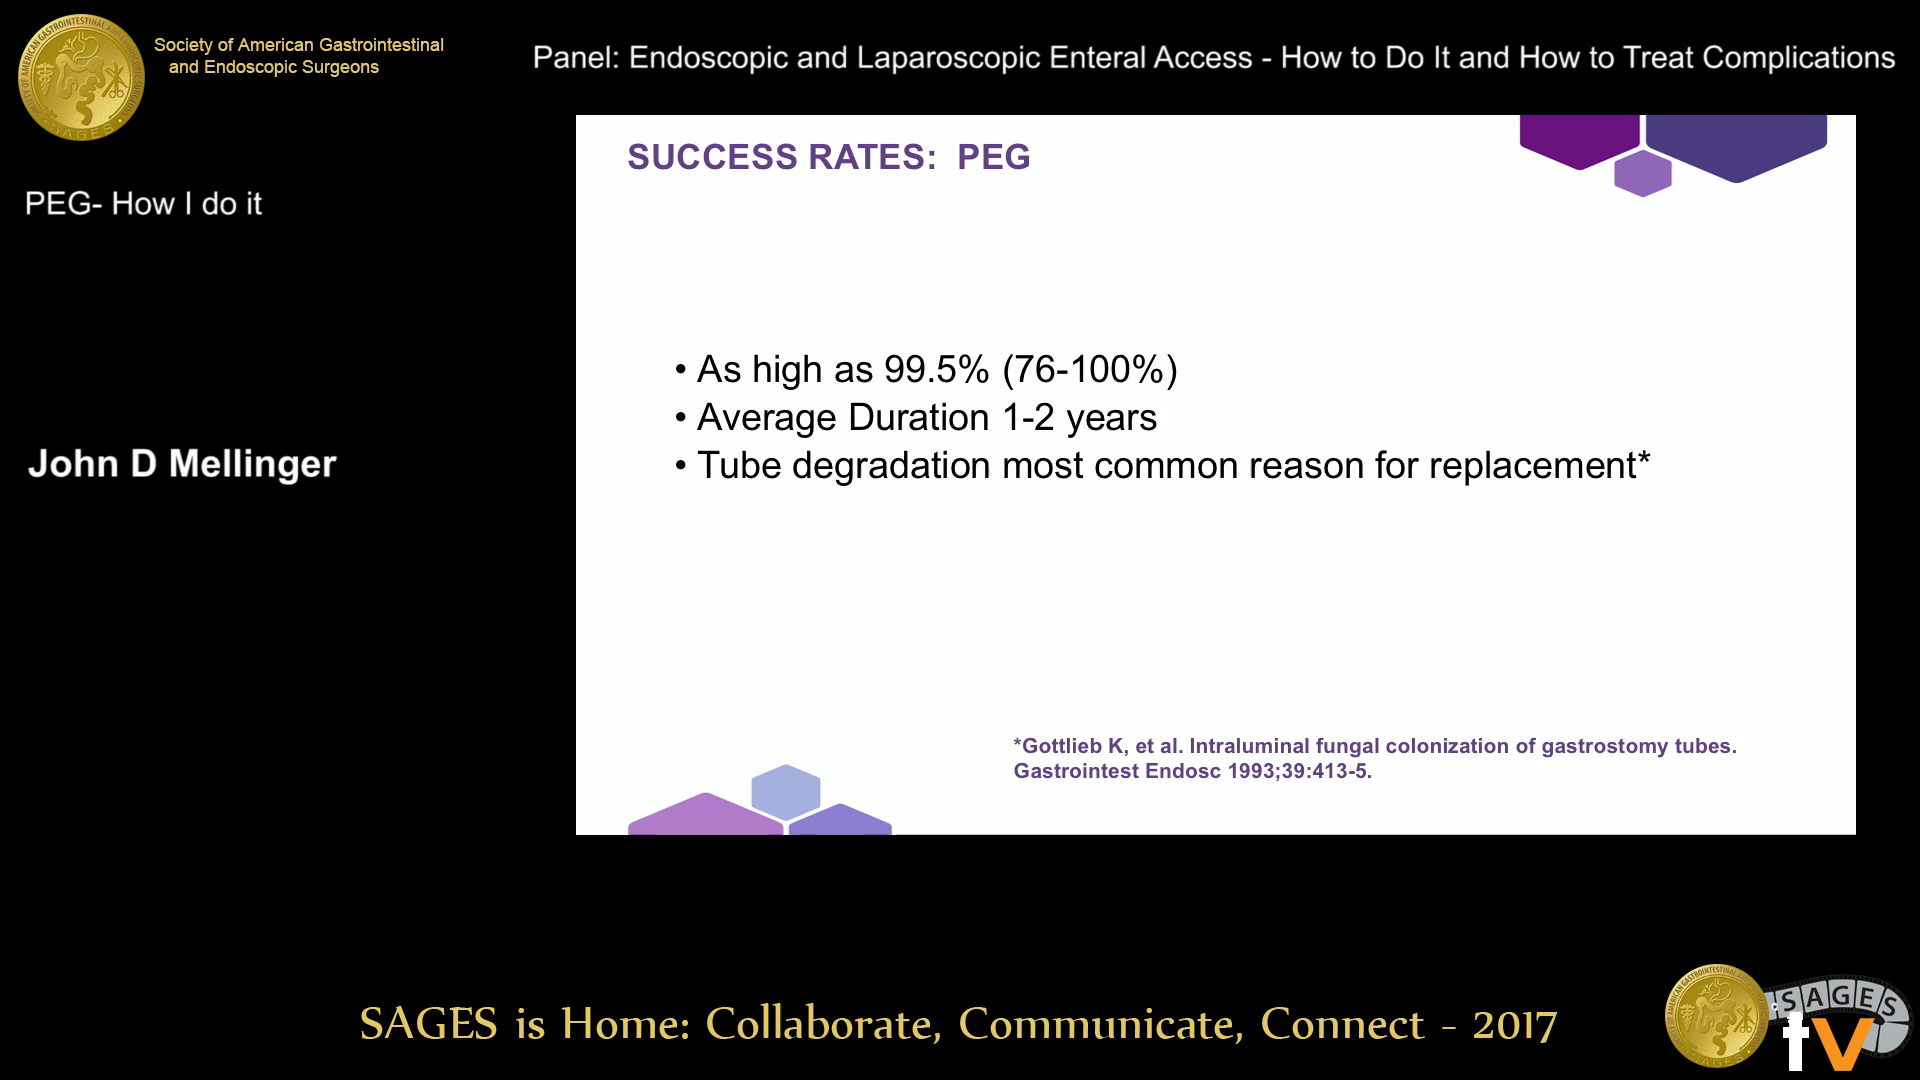 Society of American Gastrointestinal
and Endoscopic Surgeons
Panel: Endoscopic and Laparoscopic Enteral Access - How to Do It and How to Treat Complications
PEG- How I do it
John D Mellinger
SUCCESS RATES:  PEG
• As high as 99.5% (76-100%)
• Average Duration 1-2 years
• Tube degradation most common reason for replacement*
*Gottlieb K, et al. Intraluminal fungal colonization of gastrostomy tubes.
Gastrointest Endosc 1993;39:413-5.
SAGES is Home: Collaborate, Communicate, Connect - 2017
SAGES
tv